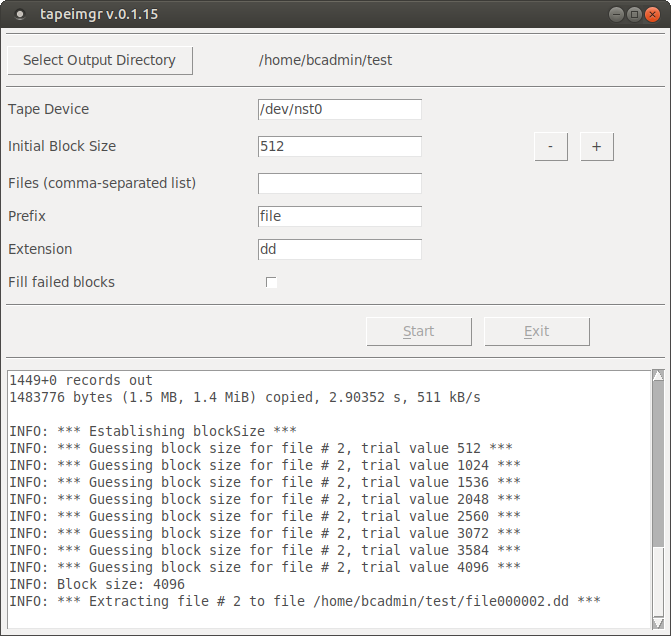 tapeimgr v.0.1.15
Select Output Directory /home/bcadmin/test
Tape Device /dev/nst0
Initial Block Size 512 - +
Files (comma-separated list)
Prefix file
Extension dd
Fill failed blocks
Start Exit
1449+0 records out
1483776 bytes (1.5 MB, 1.4 MiB) copied, 2.90352 s, 511 kB/s
INFO: *** Establishing blockSize ***
INFO: *** Guessing block size for file # 2, trial value 512 ***
INFO: *** Guessing block size for file # 2, trial value 1024 ***
INFO: *** Guessing block size for file # 2, trial value 1536 ***
INFO: *** Guessing block size for file # 2, trial value 2048 ***
INFO: *** Guessing block size for file # 2, trial value 2560 ***
INFO: *** Guessing block size for file # 2, trial value 3072 ***
INFO: *** Guessing block size for file # 2, trial value 3584 ***
INFO: *** Guessing block size for file # 2, trial value 4096 ***
INFO: Block size: 4096
INFO: *** Extracting file # 2 to file /home/bcadmin/test/file000002.dd ***